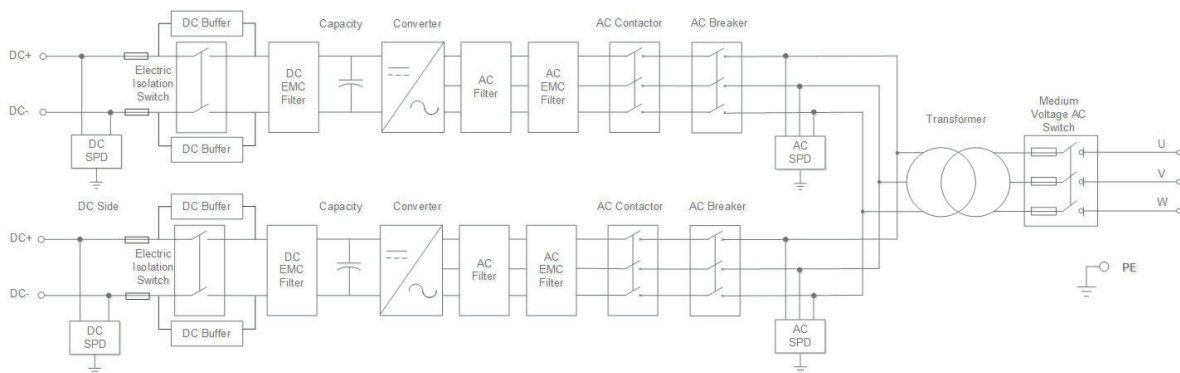 DC Buffer
Capacity
Converter
AC Contactor
AC Breaker
DC+
Electric
Isolation
Switch
DC
EMC
Filter
AC
Filter
AC
EMC
Filter
DC-
DC Buffer
DC
SPD
AC
SPD
Transformer
Medium
Voltage AC
Switch
U
V
W
DC Side
DC Buffer
Capacity
Converter
AC Contactor
AC Breaker
DC+
Electric
Isolation
Switch
DC
EMC
Filter
AC
Filter
AC
EMC
Filter
DC-
DC Buffer
DC
SPD
AC
SPD
PE